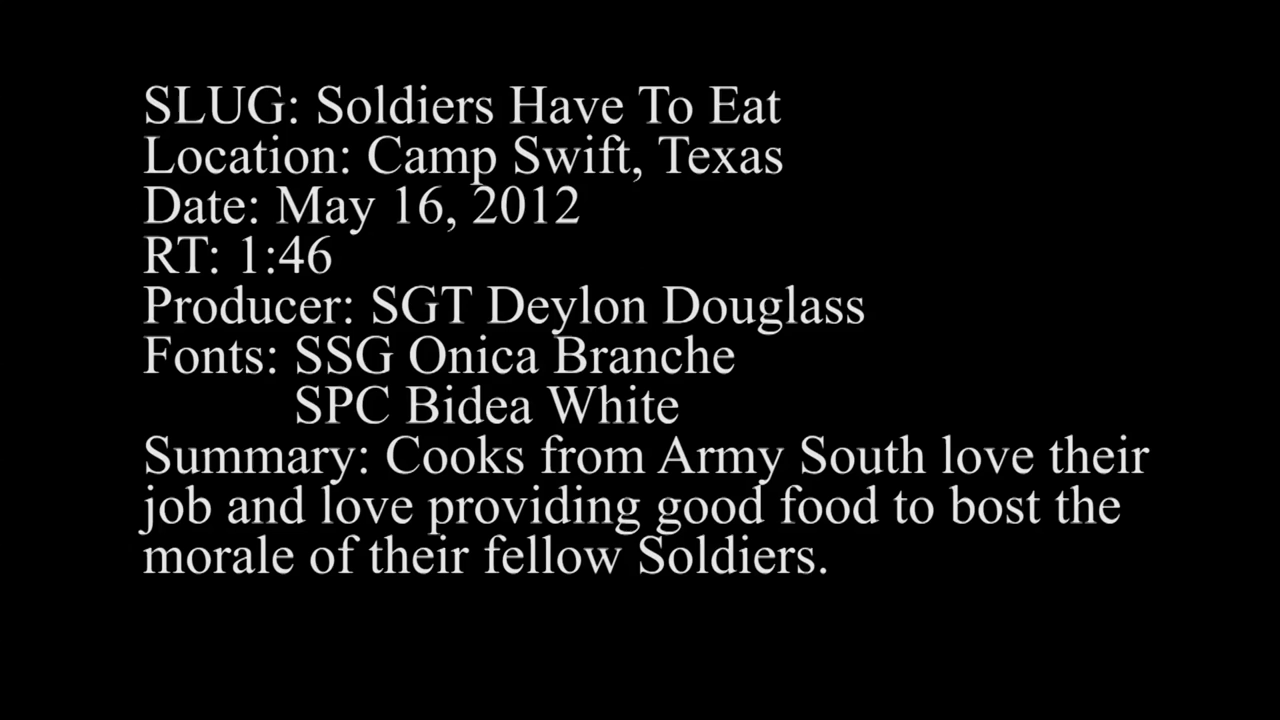 SLUG: Soldiers Have To Eat
Location: Camp Swift, Texas
Date: May 16, 2012
RT: 1:46
Producer: SGT Deylon Douglass
Fonts: SSG Onica Branche
SPC Bidea White
Summary: Cooks from Army South love their
job and love providing good food to bost the
morale of their fellow Soldiers.